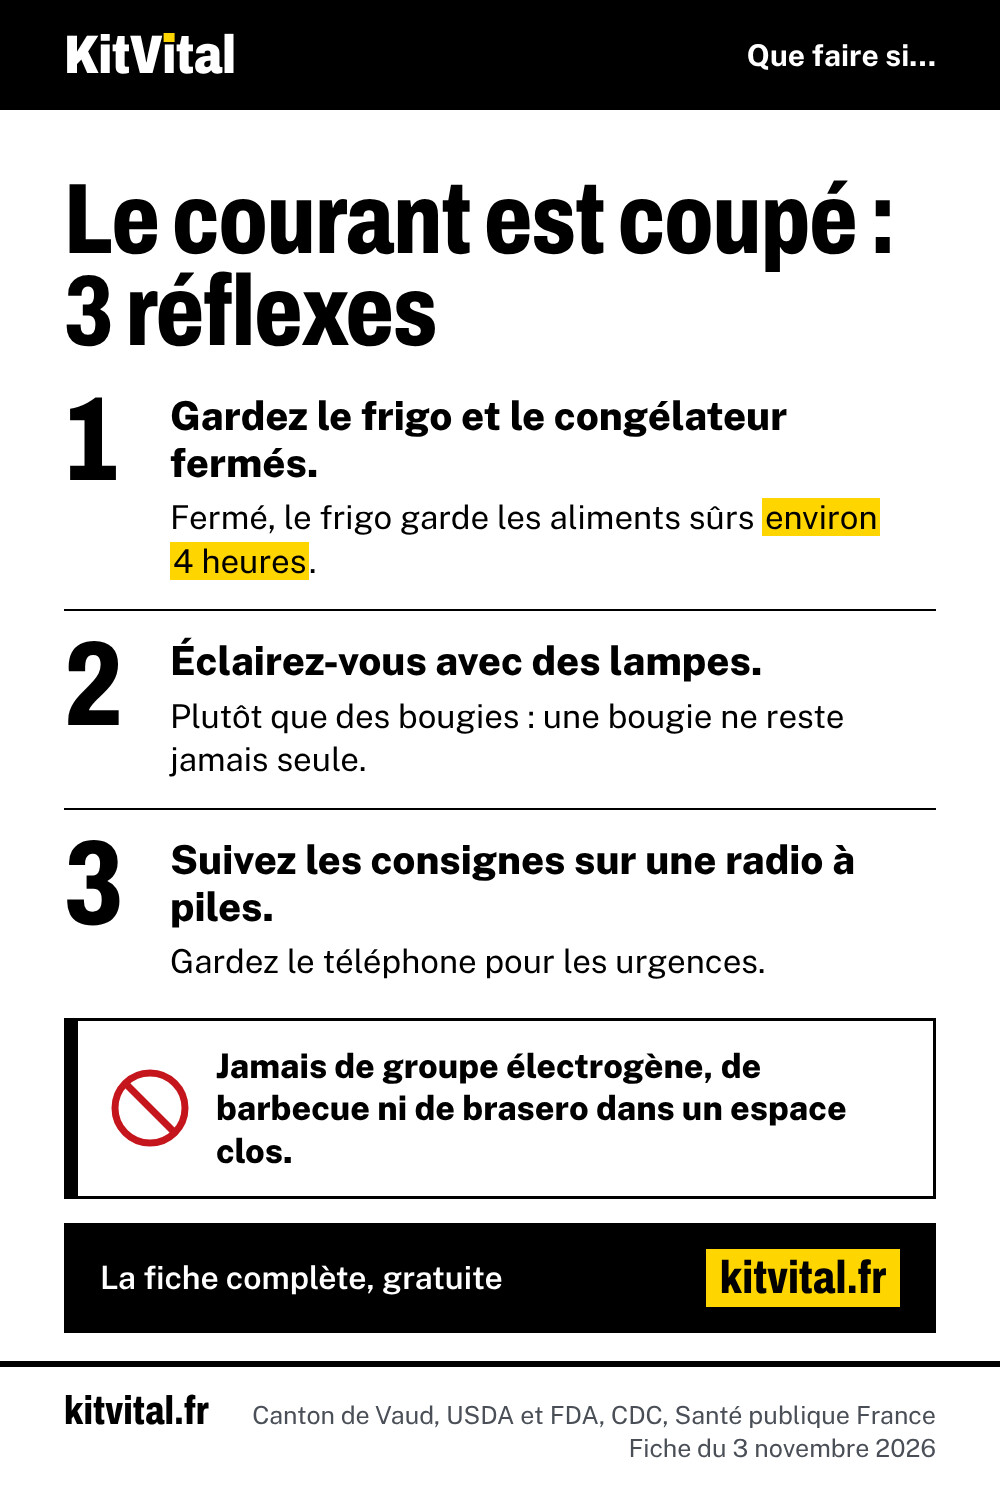 KitVital
Que faire si...
Le courant est coupé :
3 réflexes
1
Gardez le frigo et le congélateur
fermés.
Fermé, le frigo garde les aliments sûrs environ
4 heures.
2
Éclairez-vous avec des lampes.
Plutôt que des bougies : une bougie ne reste
jamais seule.
3
Suivez les consignes sur une radio à
piles.
Gardez le téléphone pour les urgences.
Jamais de groupe électrogène, de
barbecue ni de brasero dans un espace
clos.
La fiche complète, gratuite
kitvital.fr
kitvital.fr
Canton de Vaud, USDA et FDA, CDC, Santé publique France
Fiche du 3 novembre 2026